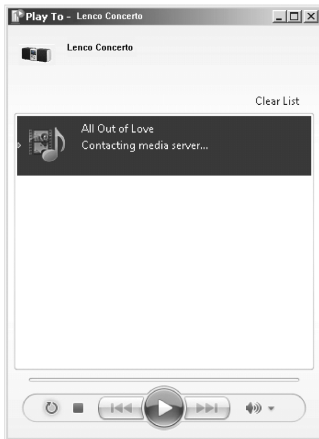 Play To - Lenco Concerto
Lenco Concerto
Clear List
All Out of Love
Contacting media server...